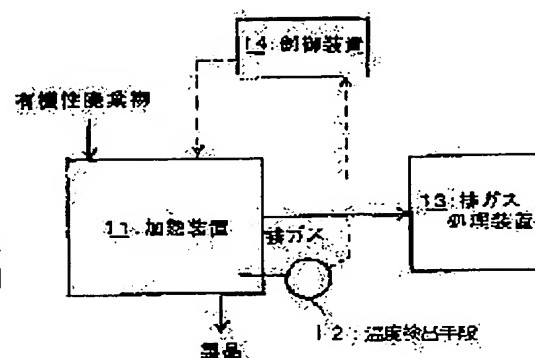 14:制御装置
有機性廃棄物
11:加熱装置
13:排ガス
処理装置
排ガス
12:温度検出手段
製品